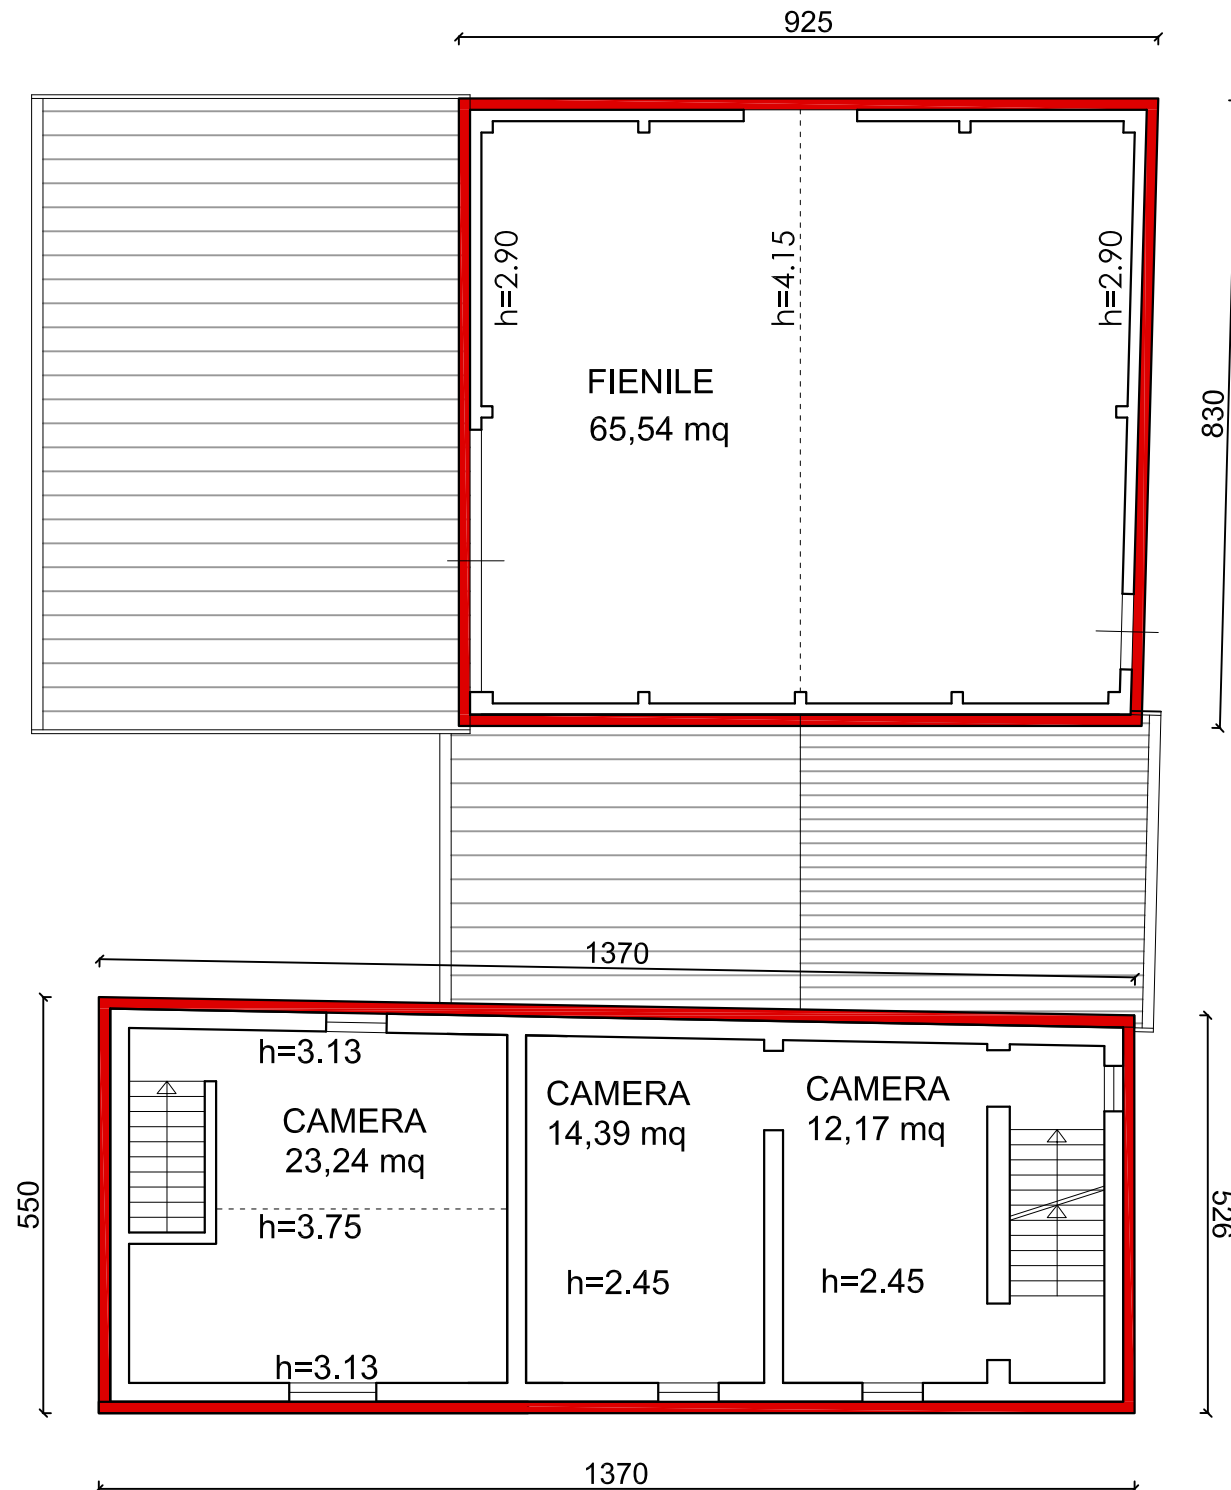 925
h=2.90
h=4.15
h=2.90
FIENILE
65,54 mq
830
1370
h=3.13
CAMERA
23,24 mq
CAMERA
14,39 mq
CAMERA
12,17 mq
550
526
h=3.75
h=2.45
h=2.45
h=3.13
1370